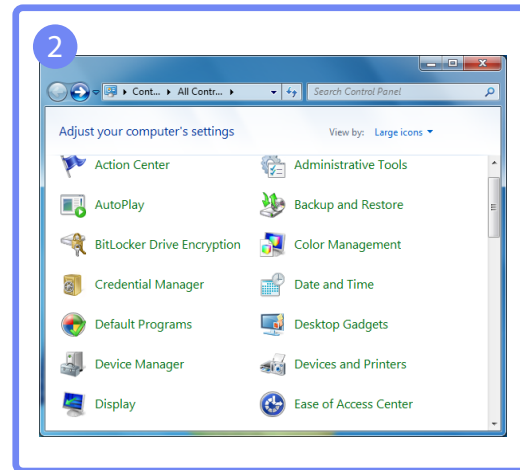 2
Cont... All Contr...
Search Control Panel
Adjust your computer's settings
View by: Large icons
Action Center
Administrative Tools
AutoPlay
Backup and Restore
BitLocker Drive Encryption
Color Management
Credential Manager
Date and Time
Default Programs
Desktop Gadgets
Device Manager
Devices and Printers
Display
Ease of Access Center